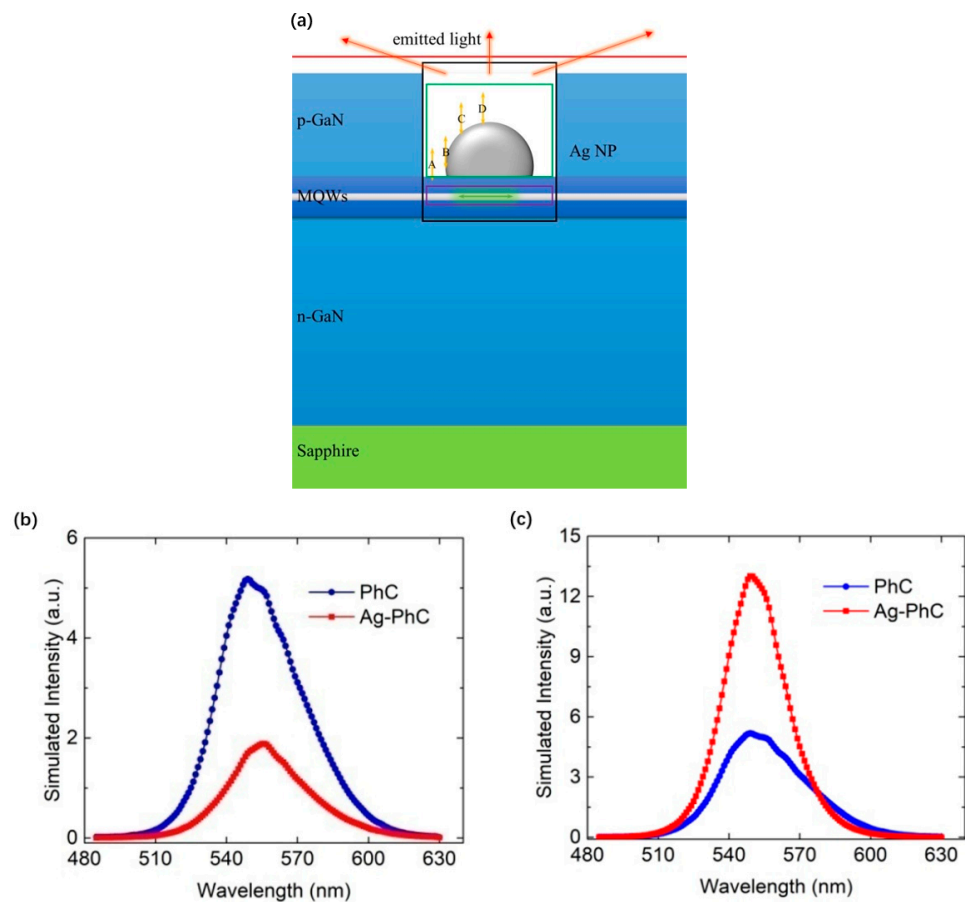 (a)
emitted light
D
C
p-GaN
B
Ag NP
A
MQWs
n-GaN
Sapphire
(b)
6
4
2
0
480 510 540 570 600 630
Simulated Intensity (a.u.)
Wavelength (nm)
PhC
Ag-PhC
(c)
15
12
9
6
3
0
480 510 540 570 600 630
Simulated Intensity (a.u.)
Wavelength (nm)
PhC
Ag-PhC